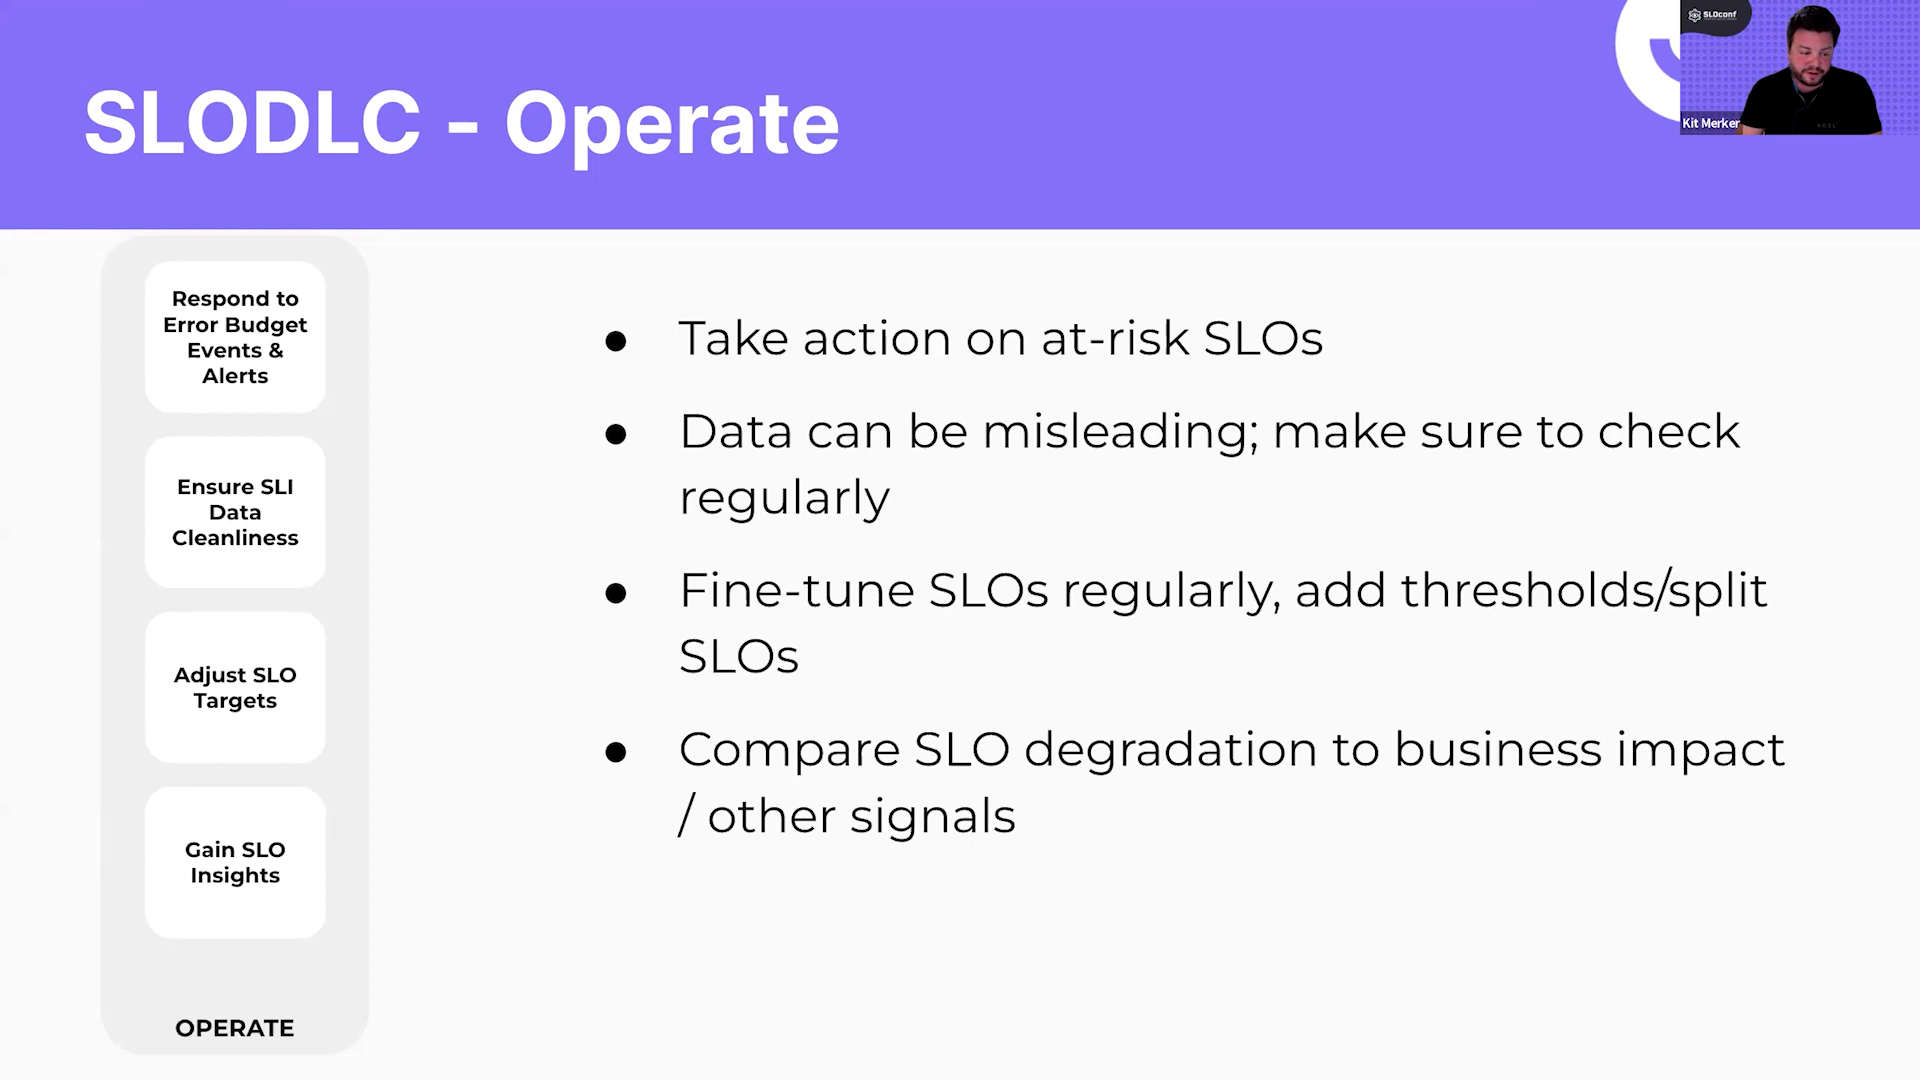 SLODLC - Operate
SLOconf
Kit Merker
Respond to
Error Budget
Events &
Alerts
Ensure SLI
Data
Cleanliness
Adjust SLO
Targets
Gain SLO
Insights
OPERATE
● Take action on at-risk SLOs
● Data can be misleading; make sure to check
regularly
● Fine-tune SLOs regularly, add thresholds/split
SLOs
● Compare SLO degradation to business impact
/ other signals